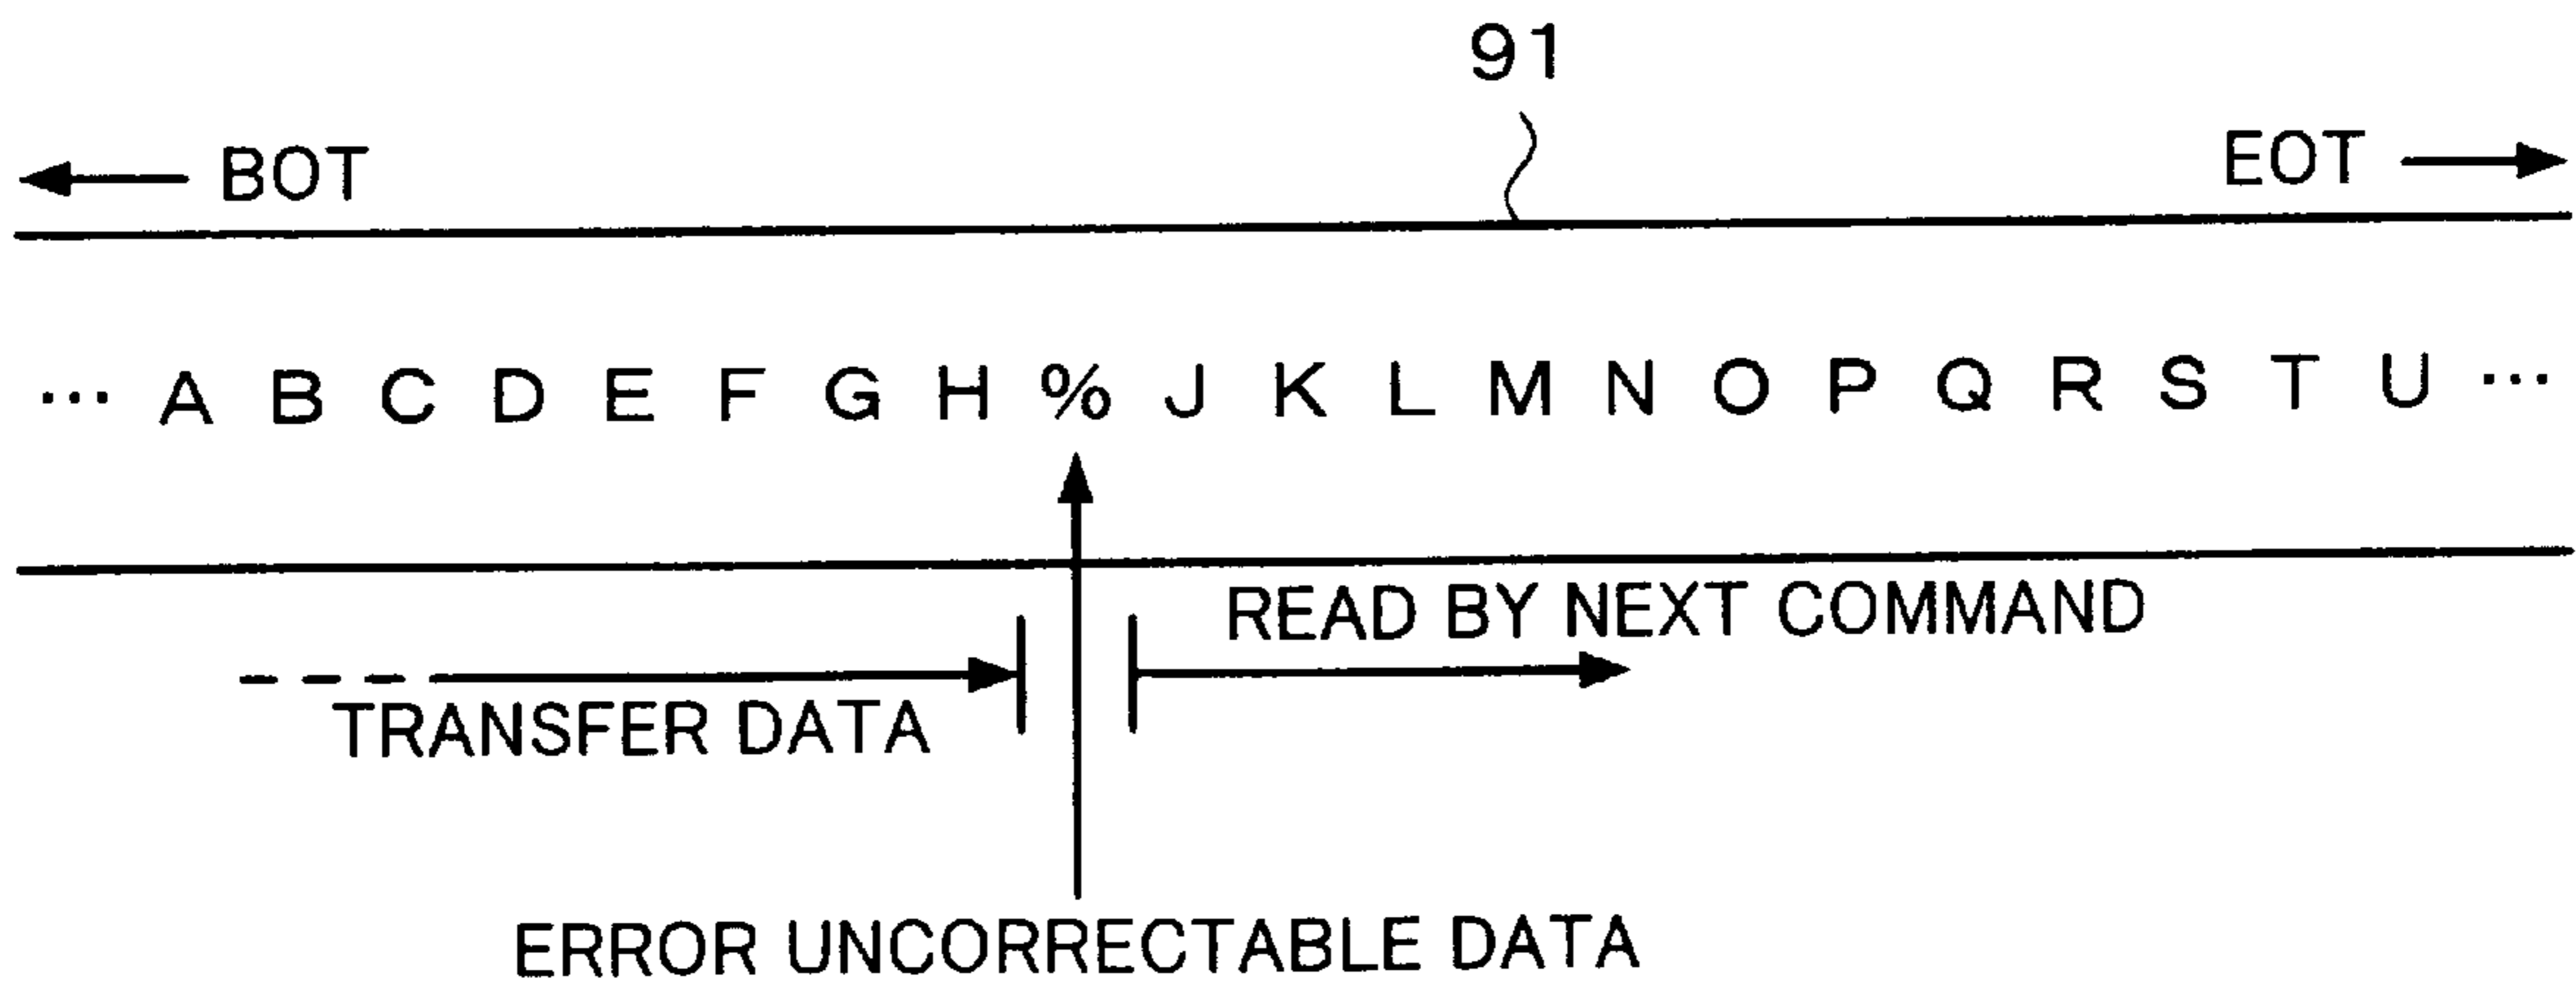 91
BOT EOT
... A B C D E F G H % J K L M N O P Q R S T U ...
READ BY NEXT COMMAND
TRANSFER DATA
ERROR UNCORRECTABLE DATA